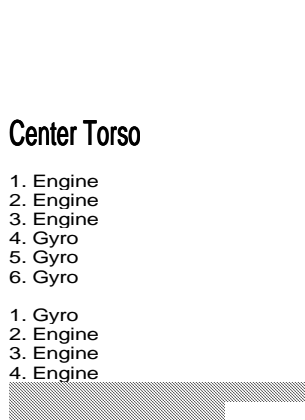 Center Torso
1. Engine
2. Engine
3. Engine
4. Gyro
5. Gyro
6. Gyro
1. Gyro
2. Engine
3. Engine
4. Engine